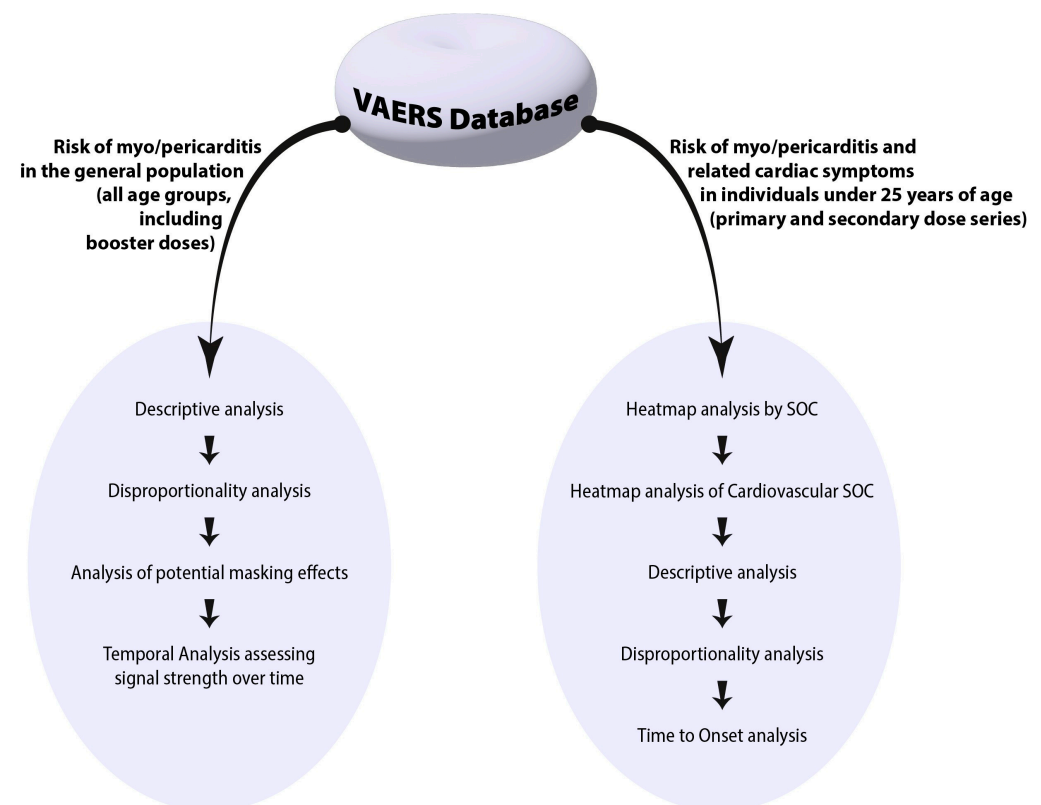 VAERS Database
Risk of myo/pericarditis
in the general population
(all age groups,
including
booster doses)
Risk of myo/pericarditis and
related cardiac symptoms
in individuals under 25 years of age
(primary and secondary dose series)
Descriptive analysis
Disproportionality analysis
Analysis of potential masking effects
Temporal Analysis assessing
signal strength over time
Heatmap analysis by SOC
Heatmap analysis of Cardiovascular SOC
Descriptive analysis
Disproportionality analysis
Time to Onset analysis